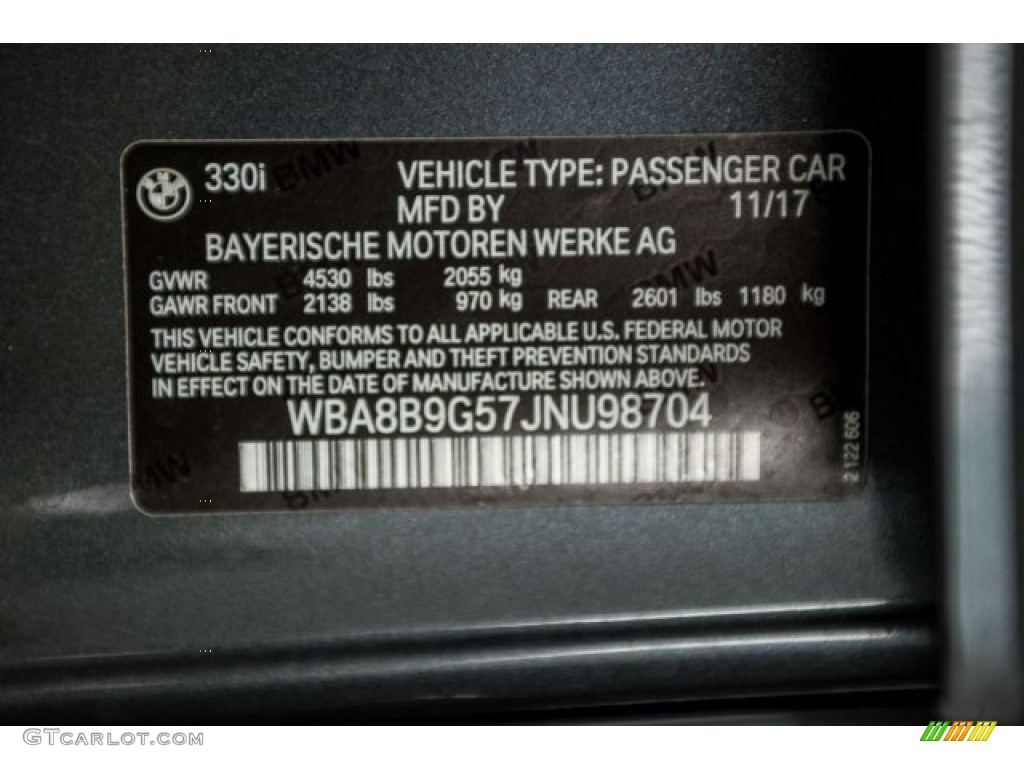 330i VEHICLE TYPE: PASSENGER CAR
MFD BY 11/17
BAYERISCHE MOTOREN WERKE AG
GVWR 4530 lbs 2055 kg
GAWR FRONT 2138 lbs 970 kg REAR 2601 lbs 1180 kg
THIS VEHICLE CONFORMS TO ALL APPLICABLE U.S. FEDERAL MOTOR
VEHICLE SAFETY, BUMPER AND THEFT PREVENTION STANDARDS
IN EFFECT ON THE DATE OF MANUFACTURE SHOWN ABOVE.
WBA8B9G57JNU98704
2 122 606
GTCARLOT.COM